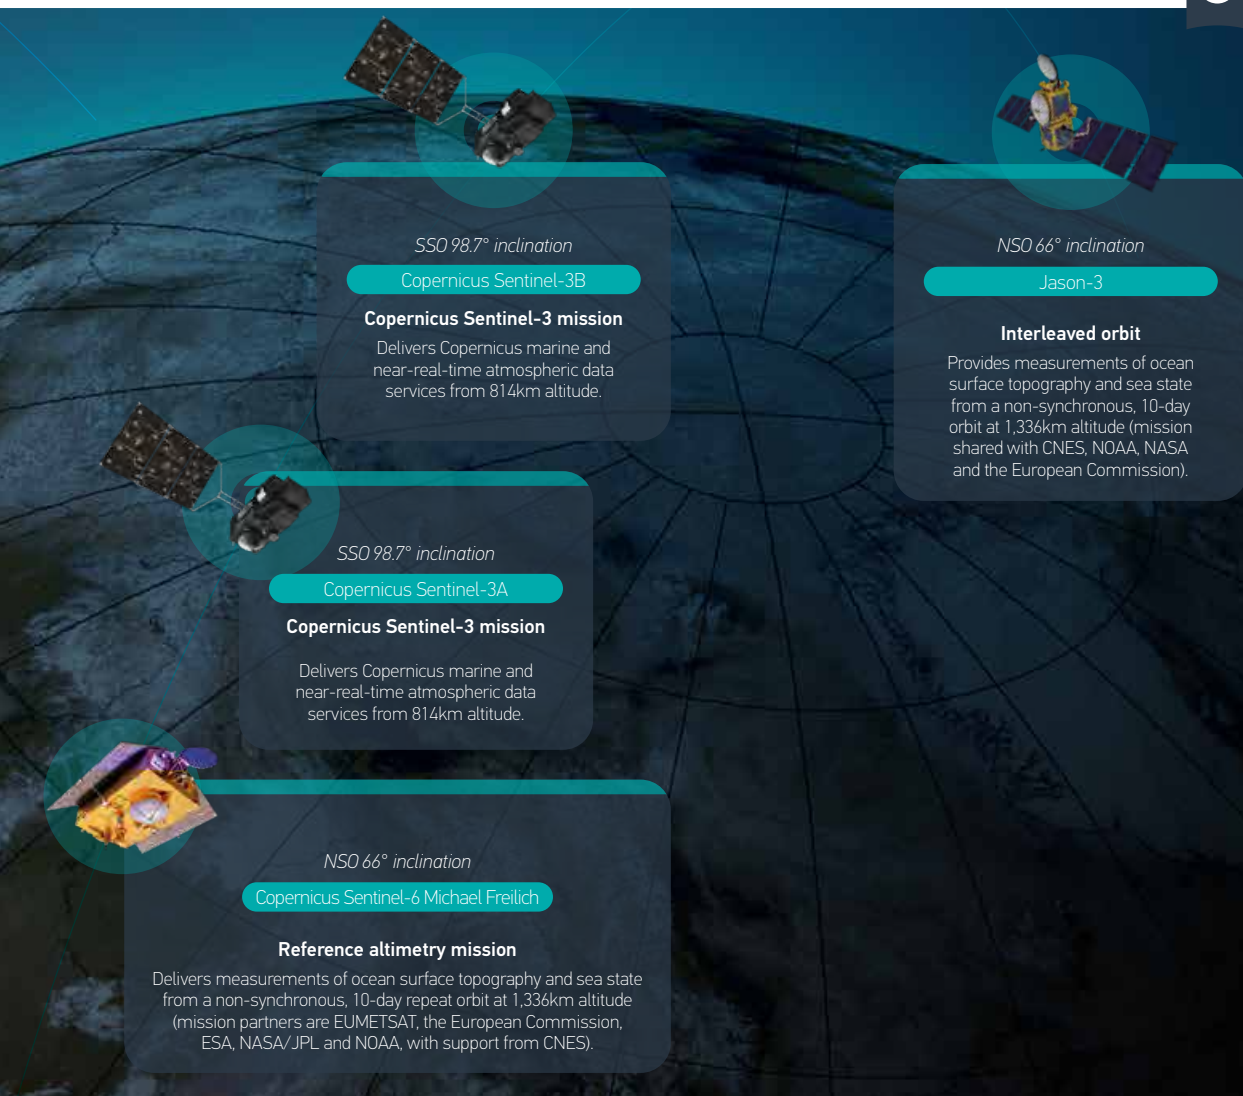 SSO 98.7° inclination
Copernicus Sentinel-3B
Copernicus Sentinel-3 mission
Delivers Copernicus marine and
near-real-time atmospheric data
services from 814km altitude.
NSO 66° inclination
Jason-3
Interleaved orbit
Provides measurements of ocean
surface topography and sea state
from a non-synchronous, 10-day
orbit at 1,336km altitude (mission
shared with CNES, NOAA, NASA
and the European Commission).
SSO 98.7° inclination
Copernicus Sentinel-3A
Copernicus Sentinel-3 mission
Delivers Copernicus marine and
near-real-time atmospheric data
services from 814km altitude.
NSO 66° inclination
Copernicus Sentinel-6 Michael Freilich
Reference altimetry mission
Delivers measurements of ocean surface topography and sea state
from a non-synchronous, 10-day repeat orbit at 1,336km altitude
(mission partners are EUMETSAT, the European Commission,
ESA, NASA/JPL and NOAA, with support from CNES).